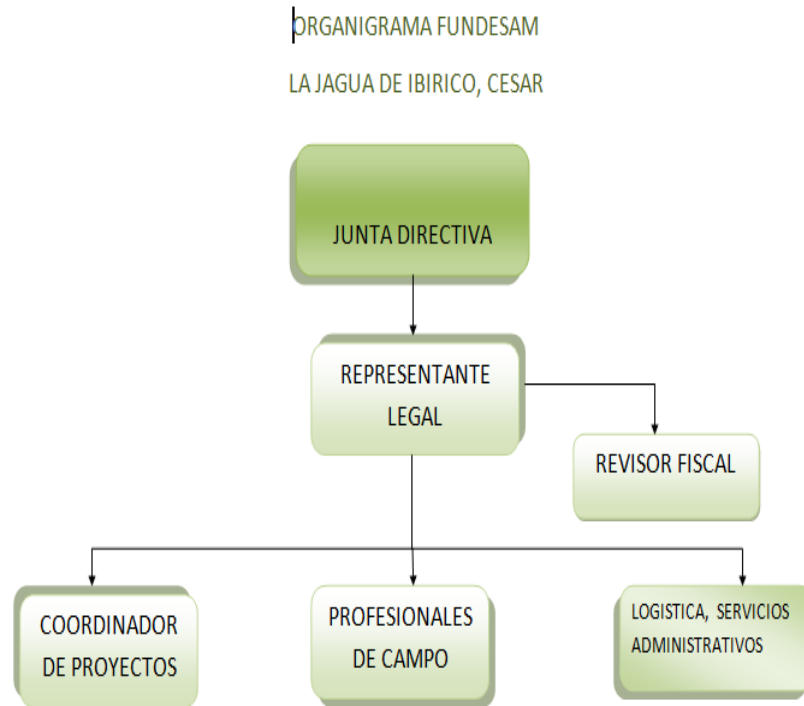 ORGANIGRAMA FUNDESAM
LA JAGUA DE IBIRICO, CESAR
JUNTA DIRECTIVA
REPRESENTANTE
LEGAL
REVISOR FISCAL
COORDINADOR
DE PROYECTOS
PROFESIONALES
DE CAMPO
LOGISTICA, SERVICIOS
ADMINISTRATIVOS